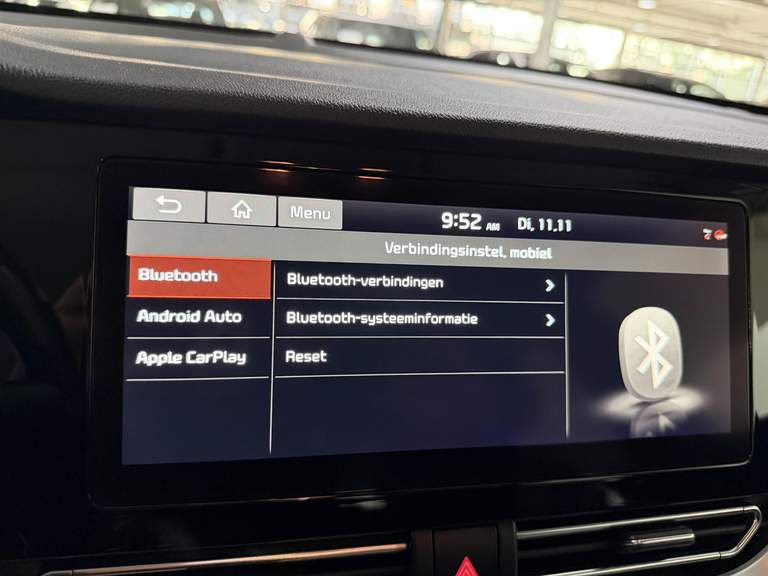 Menu 9:52 AM Di, 11.11
Verbindingsinstel. mobiel
Bluetooth Bluetooth-verbindingen
Android Auto Bluetooth-systeeminformatie
Apple CarPlay Reset